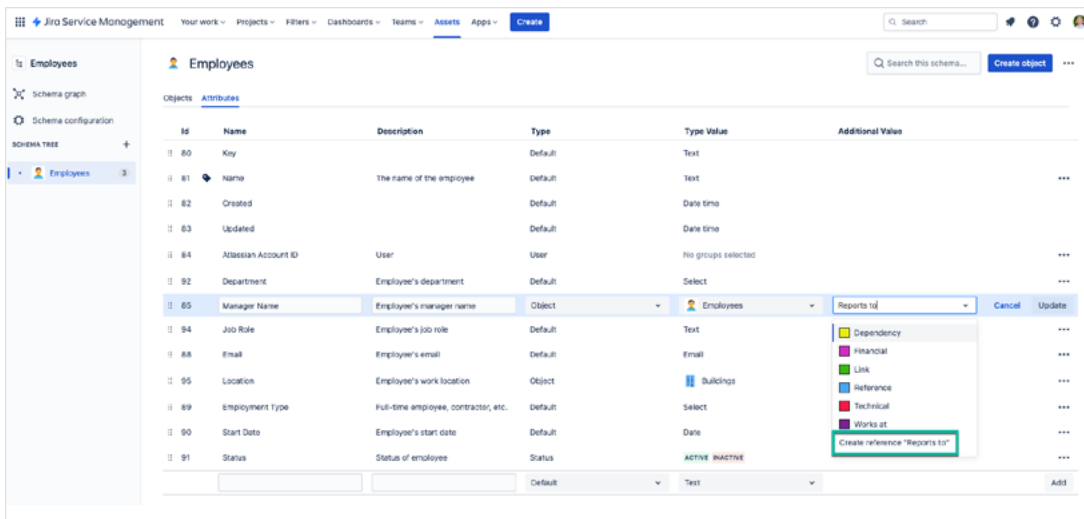 Jira Service Management Your work Projects Filters Dashboards Teams Assets Apps Create Search
Employees
Schema graph
Schema configuration
SCHEMA TREE
Employees 3
Employees
Search this schema... Create object
Objects Attributes
Id Name Description Type Type Value Additional Value
80 Key Default Text
81 Name The name of the employee Default Text
82 Created Default Date time
83 Updated Default Date time
84 Atlassian Account ID User User No groups selected
92 Department Employee's department Default Select
85 Manager Name Employee's manager name Object Employees Reports to Cancel Update
94 Job Role Employee's job role Default Text
88 Email Employee's email Default Email
95 Location Employee's work location Object Buildings
89 Employment Type Full-time employee, contractor, etc. Default Select
90 Start Date Employee's start date Default Date
91 Status Status of employee Status ACTIVE INACTIVE
Dependency
Financial
Link
Reference
Technical
Works at
Create reference "Reports to"
Default Text Add